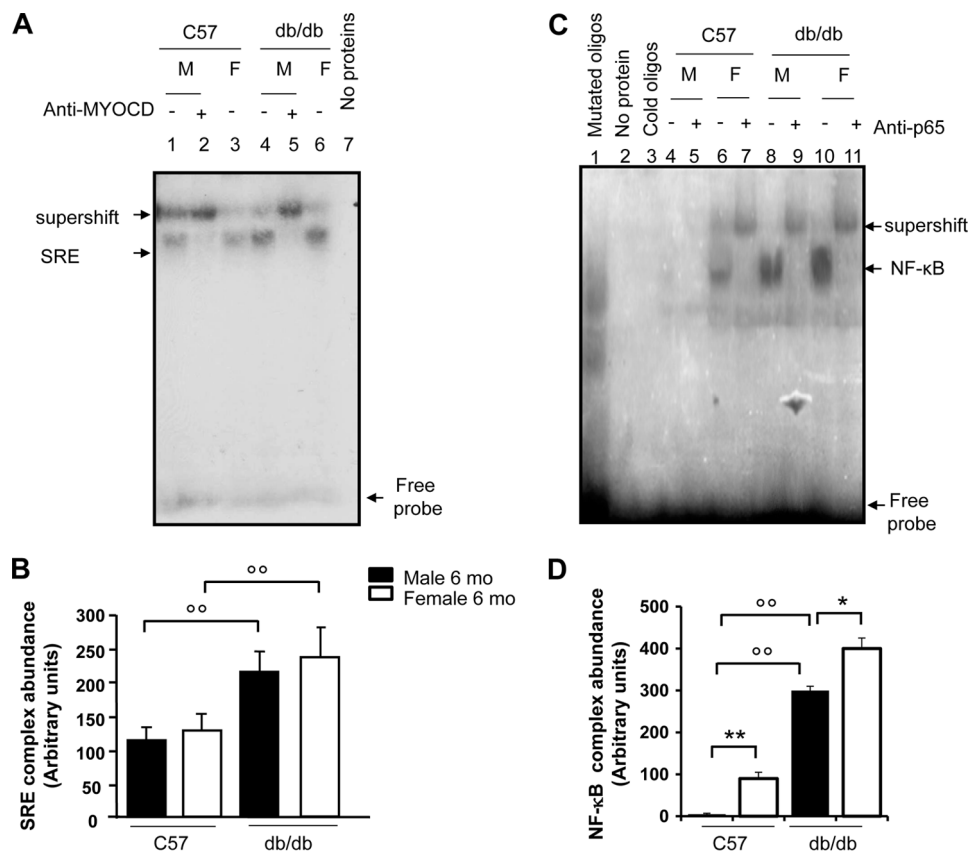 A
C57
db/db
M
F
M
F
No proteins
Anti-MYOCD
- + - - + -
1 2 3 4 5 6 7
supershift
SRE
Free
probe
C
Mutated oligos
No protein
Cold oligos
C57
db/db
M
F
M
F
- + - + - + - +
Anti-p65
1 2 3 4 5 6 7 8 9 10 11
supershift
NF-κB
Free
probe
B
SRE complex abundance
(Arbitrary units)
300
250
200
150
100
50
0
°°
°°
C57
db/db
Male 6 mo
Female 6 mo
D
NF-κB complex abundance
(Arbitrary units)
500
400
300
200
100
0
°°
*
°°
**
C57
db/db